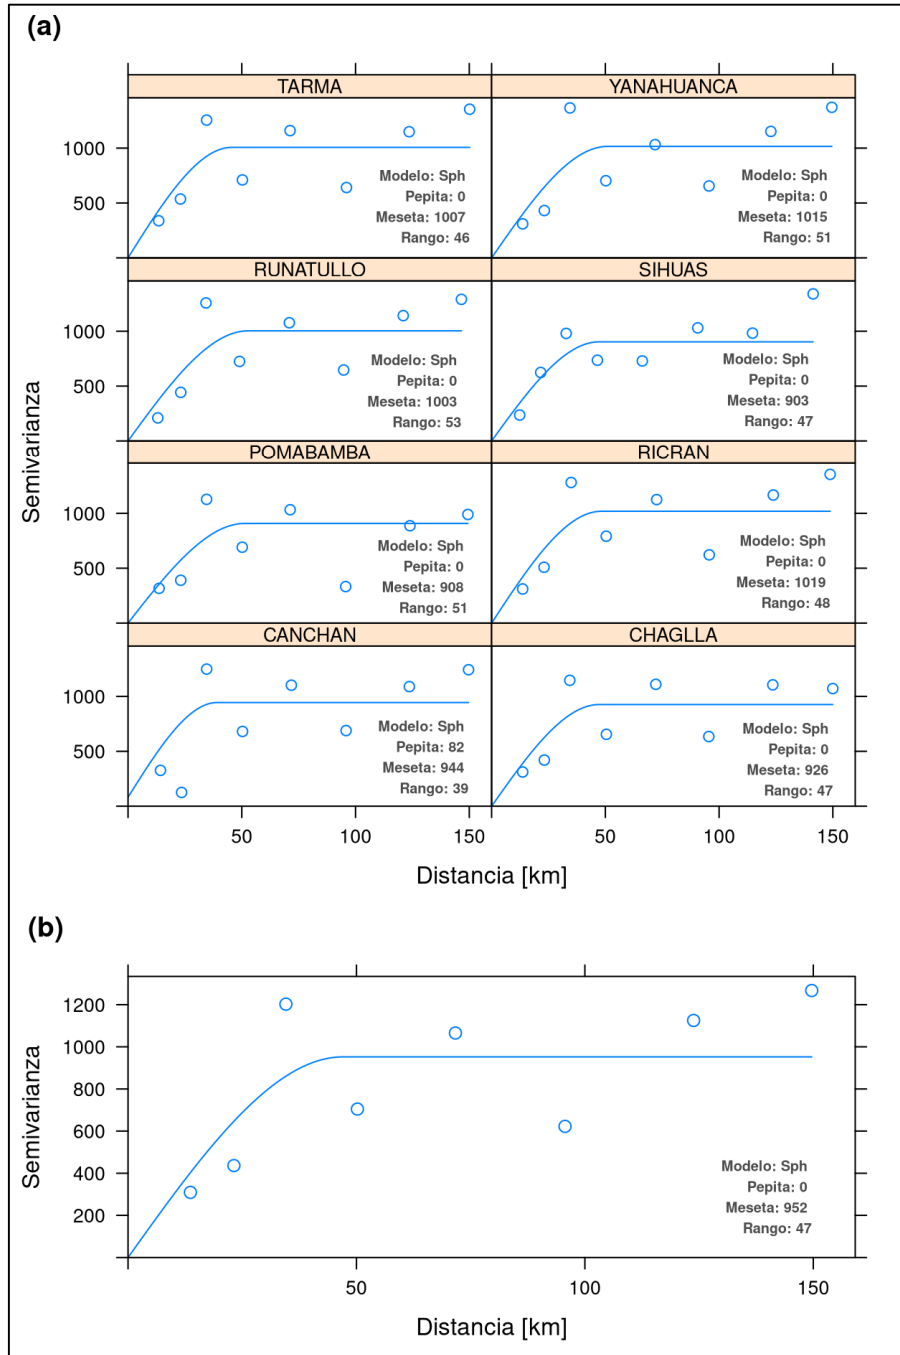 (a)
TARMA
YANAHUANCA
1000
500
Modelo: Sph
Pepita: 0
Meseta: 1007
Rango: 46
Modelo: Sph
Pepita: 0
Meseta: 1015
Rango: 51
RUNATULLO
SIHUAS
1000
500
Modelo: Sph
Pepita: 0
Meseta: 1003
Rango: 53
Modelo: Sph
Pepita: 0
Meseta: 903
Rango: 47
Semivarianza
POMABAMBA
RICRAN
1000
500
Modelo: Sph
Pepita: 0
Meseta: 908
Rango: 51
Modelo: Sph
Pepita: 0
Meseta: 1019
Rango: 48
CANCHAN
CHAGLLA
1000
500
Modelo: Sph
Pepita: 82
Meseta: 944
Rango: 39
Modelo: Sph
Pepita: 0
Meseta: 926
Rango: 47
50 100 150 50 100 150
Distancia [km]
(b)
1200
1000
800
600
400
200
Semivarianza
Modelo: Sph
Pepita: 0
Meseta: 952
Rango: 47
50 100 150
Distancia [km]